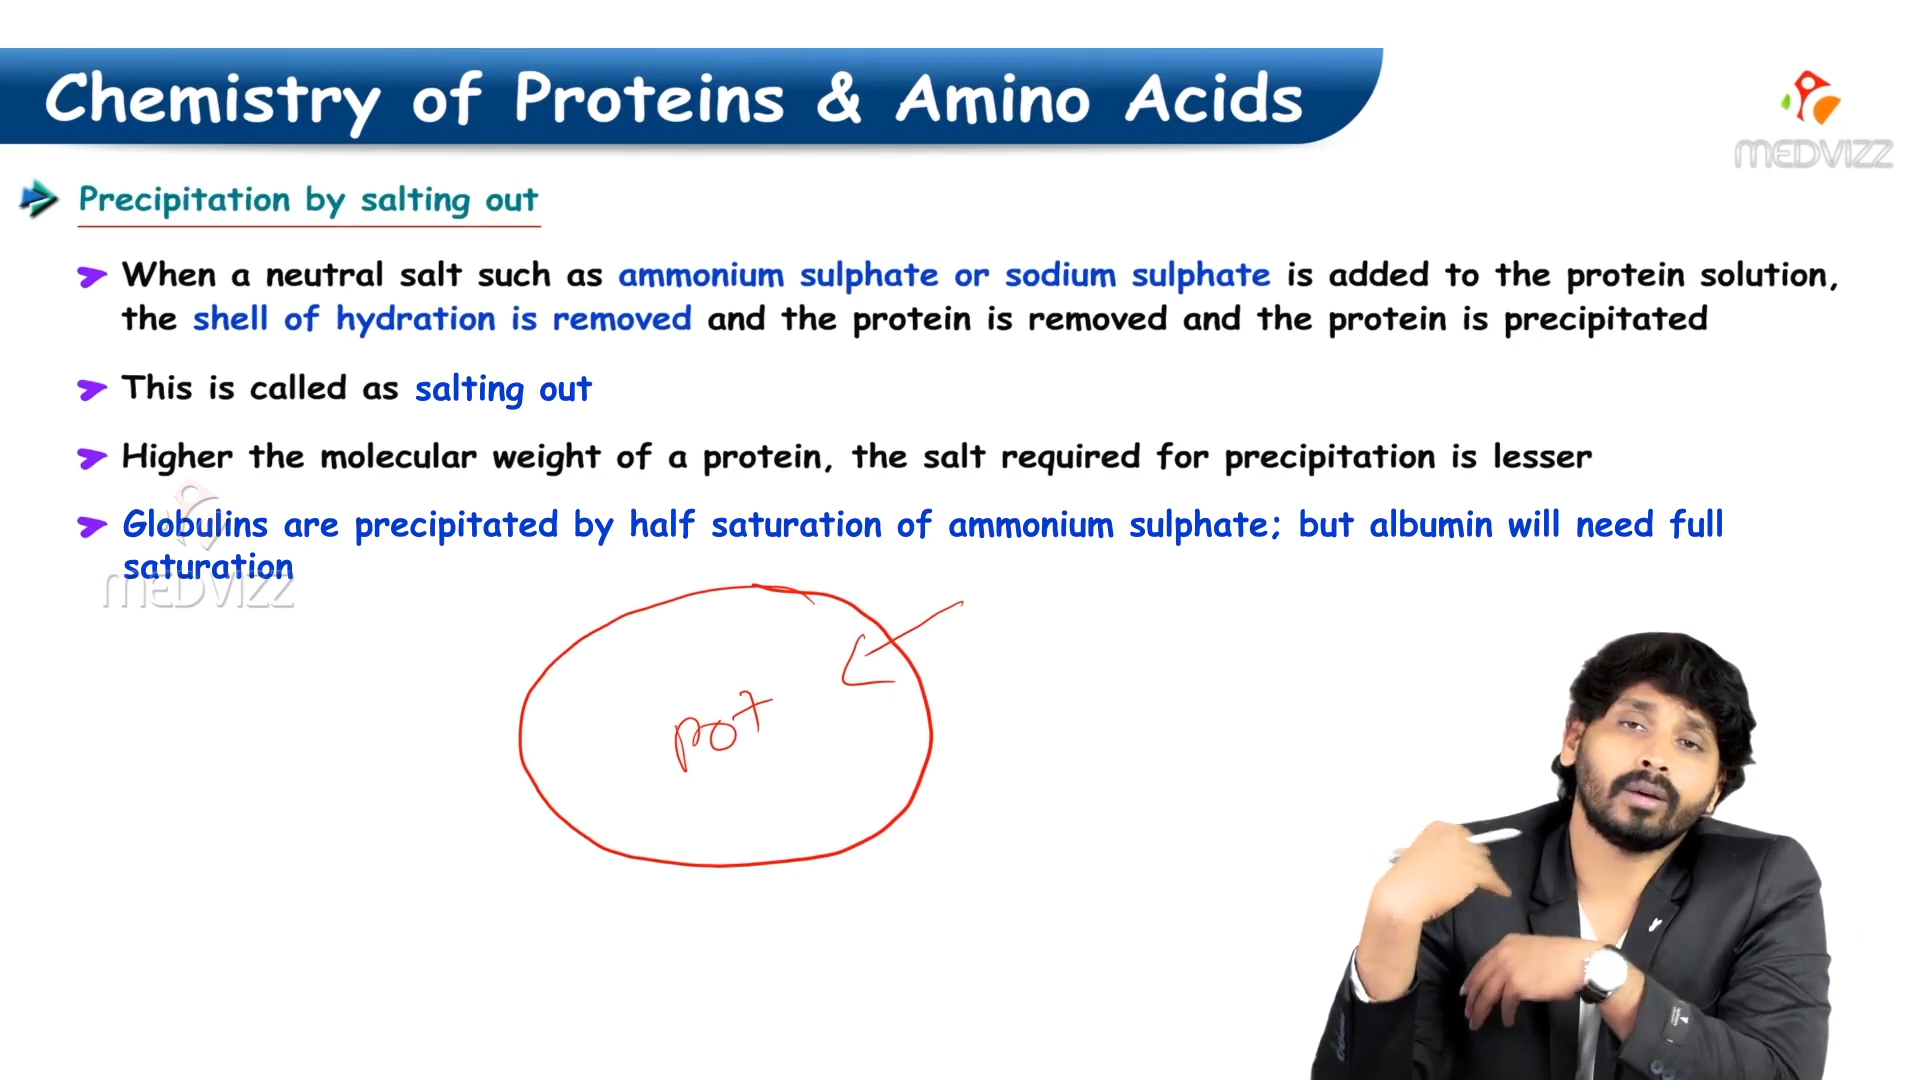 Chemistry of Proteins & Amino Acids
MEDVIZZ
Precipitation by salting out
When a neutral salt such as ammonium sulphate or sodium sulphate is added to the protein solution,
the shell of hydration is removed and the protein is removed and the protein is precipitated
This is called as salting out
Higher the molecular weight of a protein, the salt required for precipitation is lesser
Globulins are precipitated by half saturation of ammonium sulphate; but albumin will need full
saturation
MEDVIZZ
pot